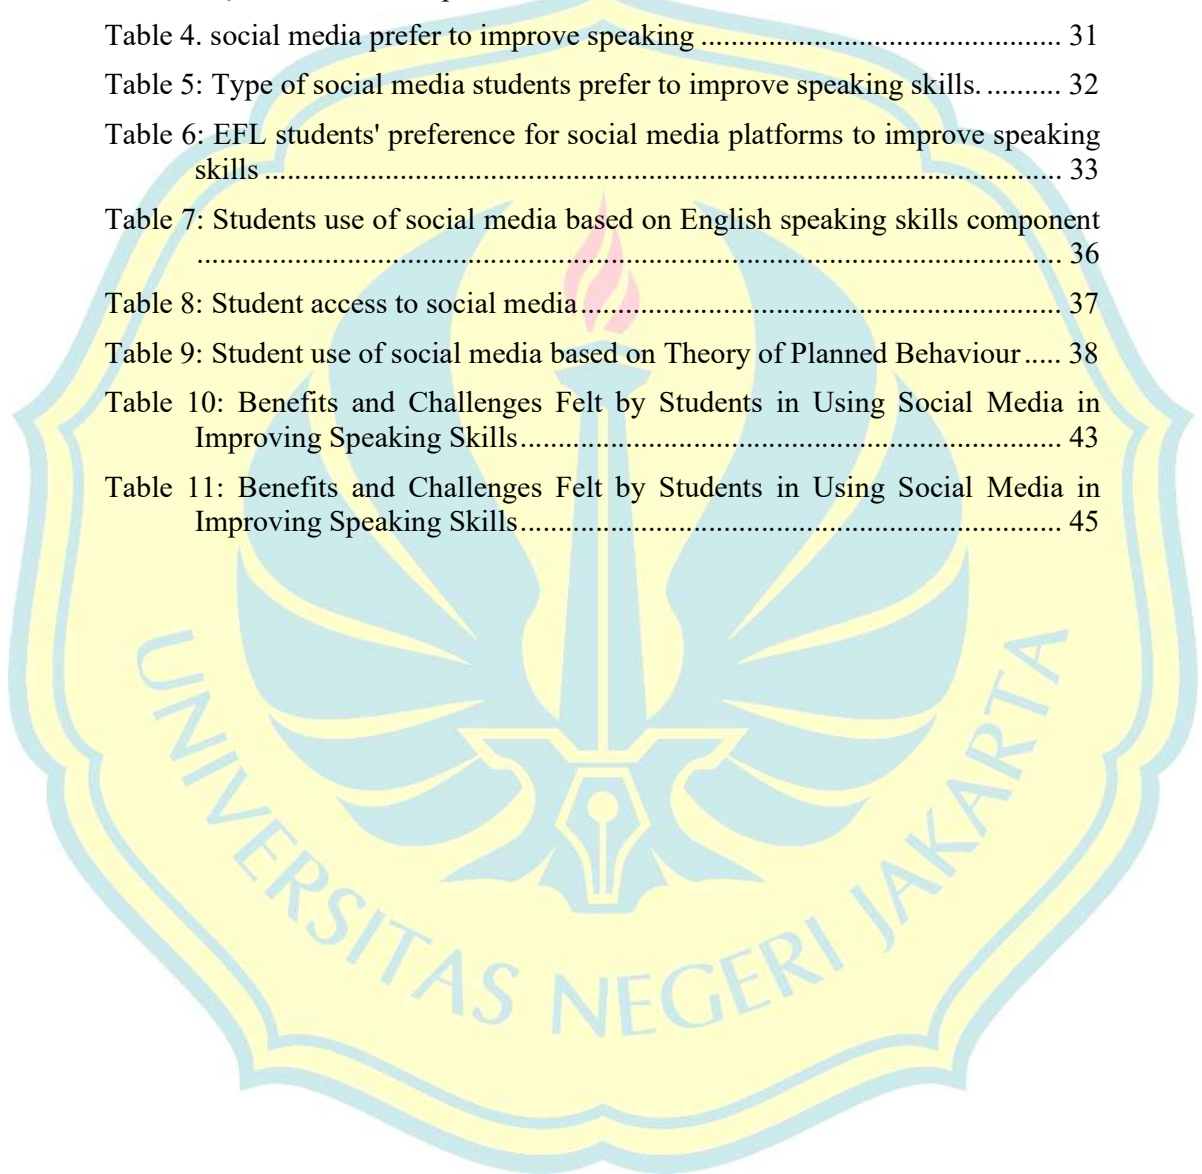 Table 4. social media prefer to improve speaking ............................................... 31
Table 5: Type of social media students prefer to improve speaking skills. .......... 32
Table 6: EFL students' preference for social media platforms to improve speaking
skills ........................................................................................................ 33
Table 7: Students use of social media based on English speaking skills component
................................................................................................................. 36
Table 8: Student access to social media ............................................................... 37
Table 9: Student use of social media based on Theory of Planned Behaviour ..... 38
Table 10: Benefits and Challenges Felt by Students in Using Social Media in
Improving Speaking Skills ....................................................................... 43
Table 11: Benefits and Challenges Felt by Students in Using Social Media in
Improving Speaking Skills ....................................................................... 45
UNIVERSITAS NEGERI JAKARTA